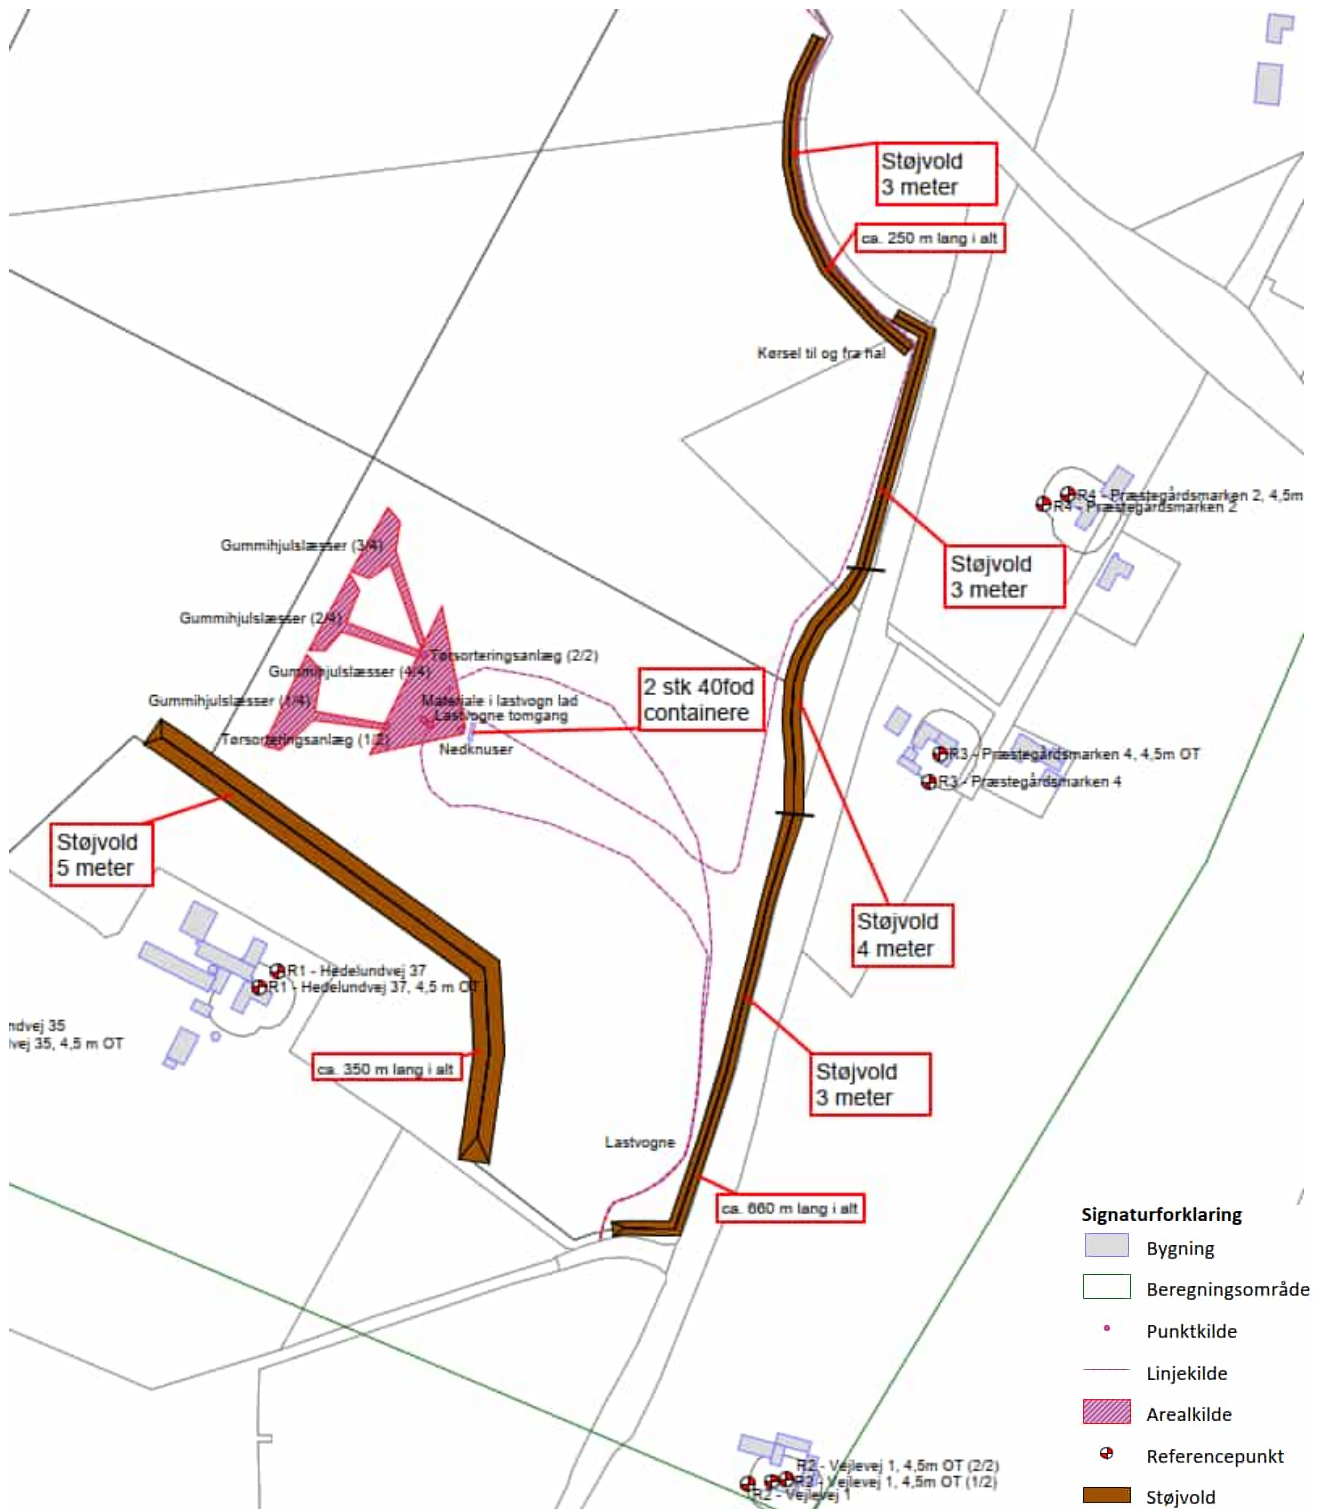 Støjvold
3 meter
ca. 250 m lang i alt
Kørsel til og fra hal
R4 - Præstegårdsmarken 2, 4,5m
R4 - Præstegårdsmarken 2
Støjvold
3 meter
Gummihjulslæsser (3/4)
Gummihjulslæsser (2/4)
Tørsorteringsanlæg (2/2)
Gummihjulslæsser (4/4)
2 stk 40fod
containere
Gummihjulslæsser (1/4)
Materiale i lastvogn lad
Lastvogne tomgang
Tørsorteringsanlæg (1/2)
Nedknuser
R3 - Præstegårdsmarken 4, 4,5m OT
R3 - Præstegårdsmarken 4
Støjvold
5 meter
Støjvold
4 meter
R1 - Hedelundvej 37
R1 - Hedelundvej 37, 4,5 m OT
ndvej 35
vej 35, 4,5 m OT
ca. 350 m lang i alt
Støjvold
3 meter
Lastvogne
ca. 660 m lang i alt
Signaturforklaring
Bygning
Beregningsområde
Punktkilde
Linjekilde
Arealkilde
Referencepunkt
Støjvold
R2 - Vejlevej 1, 4,5m OT (2/2)
R2 - Vejlevej 1, 4,5m OT (1/2)
R2 - Vejlevej 1